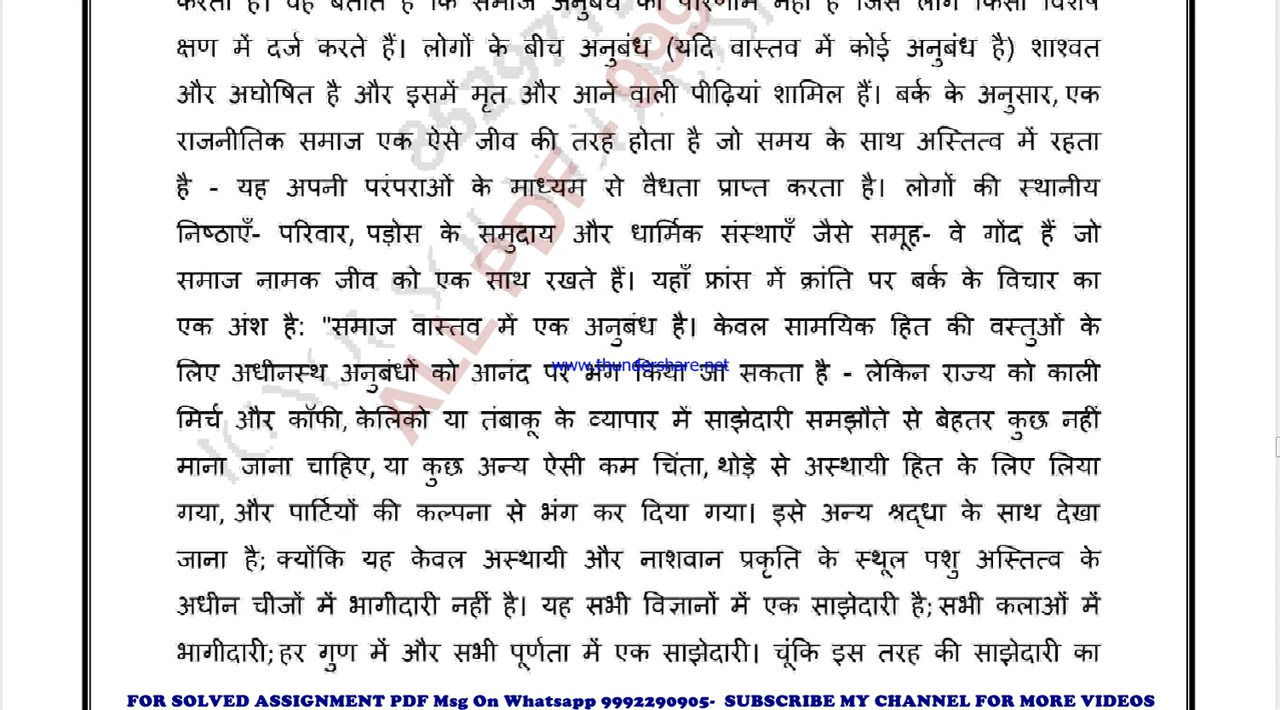 करता है। वह बताते हैं कि समाज अनुबंध का परिणाम नहीं है जिसे लोग किसी विशेष
क्षण में दर्ज करते हैं। लोगों के बीच अनुबंध (यदि वास्तव में कोई अनुबंध है) शाश्वत
और अघोषित है और इसमें मृत और आने वाली पीढ़ियां शामिल हैं। बर्क के अनुसार, एक
राजनीतिक समाज एक ऐसे जीव की तरह होता है जो समय के साथ अस्तित्व में रहता
है - यह अपनी परंपराओं के माध्यम से वैधता प्राप्त करता है। लोगों की स्थानीय
निष्ठाएँ- परिवार, पड़ोस के समुदाय और धार्मिक संस्थाएँ जैसे समूह- वे गोंद हैं जो
समाज नामक जीव को एक साथ रखते हैं। यहाँ फ्रांस में क्रांति पर बर्क के विचार का
एक अंश है: "समाज वास्तव में एक अनुबंध है। केवल सामयिक हित की वस्तुओं के
लिए अधीनस्थ अनुबंधों को आनंद पर भंग किया जा सकता है - लेकिन राज्य को काली
www.thundershare.net
मिर्च और कॉफी, केलिको या तंबाकू के व्यापार में साझेदारी समझौते से बेहतर कुछ नहीं
माना जाना चाहिए, या कुछ अन्य ऐसी कम चिंता, थोड़े से अस्थायी हित के लिए लिया
गया, और पार्टियों की कल्पना से भंग कर दिया गया। इसे अन्य श्रद्धा के साथ देखा
जाना है; क्योंकि यह केवल अस्थायी और नाशवान प्रकृति के स्थूल पशु अस्तित्व के
अधीन चीजों में भागीदारी नहीं है। यह सभी विज्ञानों में एक साझेदारी है; सभी कलाओं में
भागीदारी; हर गुण में और सभी पूर्णता में एक साझेदारी। चूंकि इस तरह की साझेदारी का
ALL PDF - 999
FOR SOLVED ASSIGNMENT PDF Msg On Whatsapp 9992290905- SUBSCRIBE MY CHANNEL FOR MORE VIDEOS